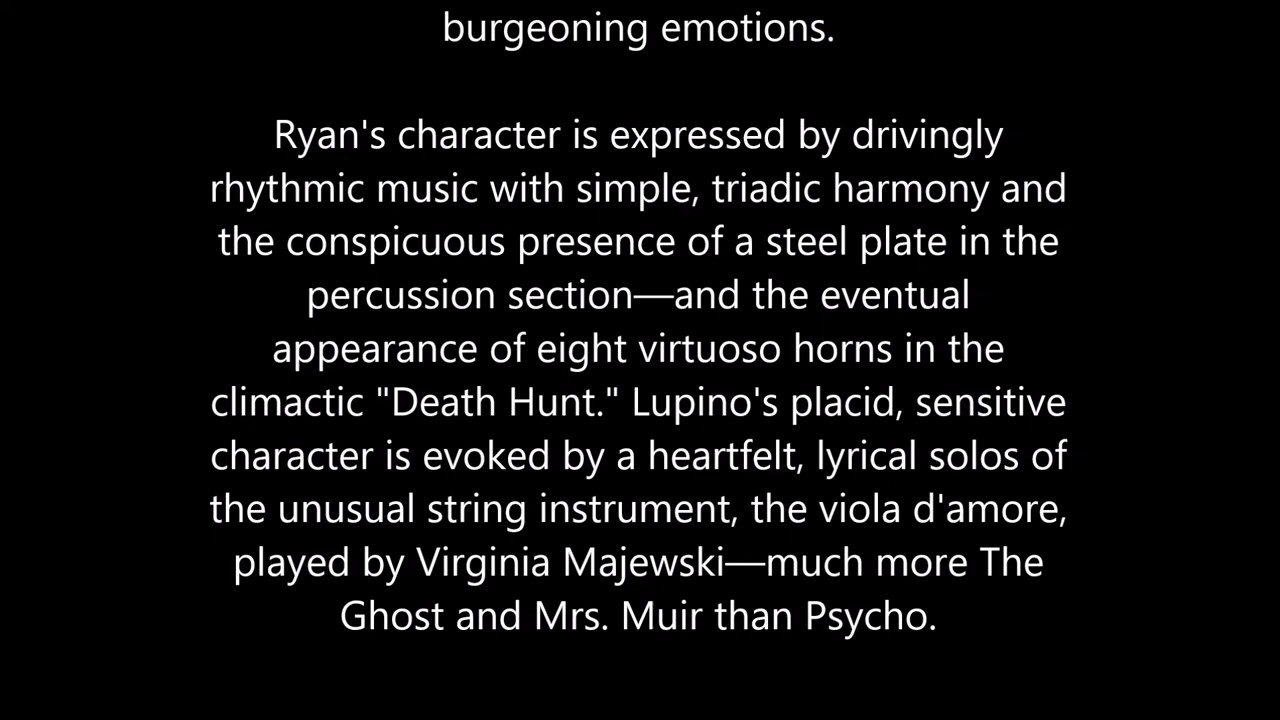 burgeoning emotions.
Ryan's character is expressed by drivingly
rhythmic music with simple, triadic harmony and
the conspicuous presence of a steel plate in the
percussion section—and the eventual
appearance of eight virtuoso horns in the
climactic "Death Hunt." Lupino's placid, sensitive
character is evoked by a heartfelt, lyrical solos of
the unusual string instrument, the viola d'amore,
played by Virginia Majewski—much more The
Ghost and Mrs. Muir than Psycho.